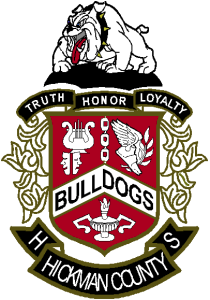 TRUTH HONOR LOYALTY
BULLDOGS
H S
HICKMAN COUNTY